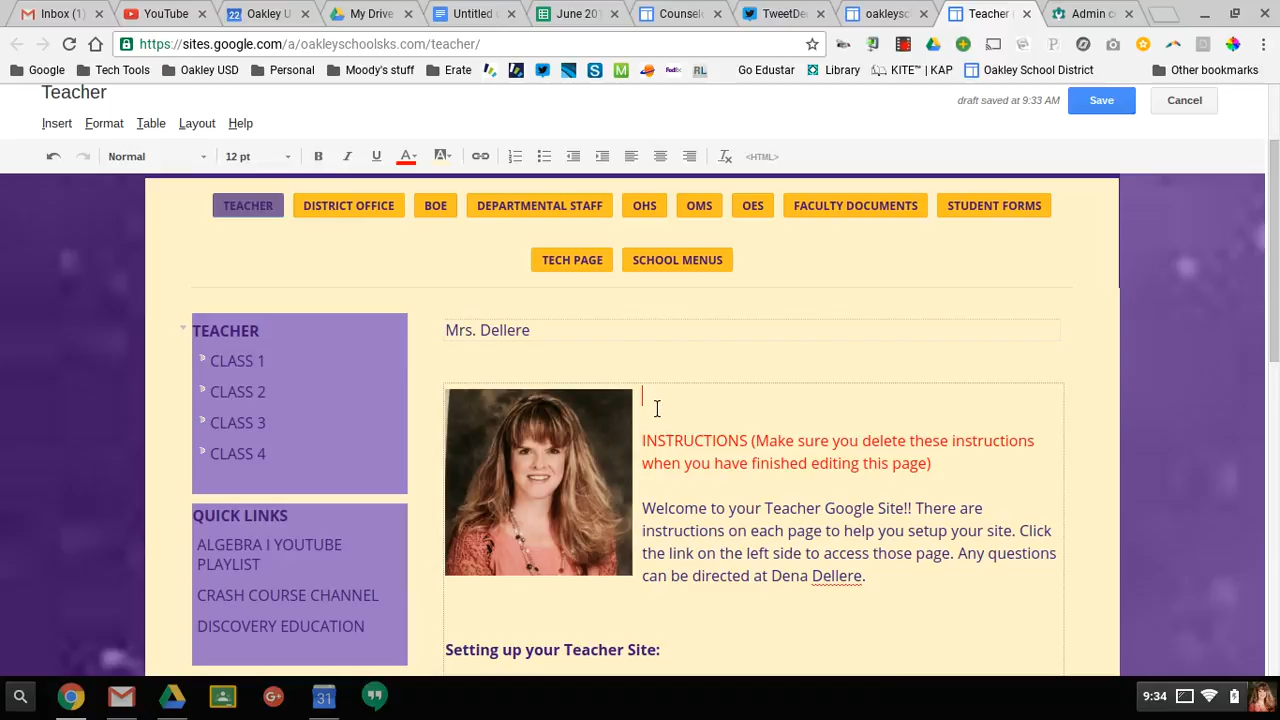 Inbox (1)
YouTube
Oakley U
My Drive
Untitled
June 201
Counsel
TweetDe
oakleysc
Teacher
Admin c
https://sites.google.com/a/oakleyschoolsks.com/teacher/
Google
Tech Tools
Oakley USD
Personal
Moody's stuff
Erate
FedEx
RL
Go Edustar
Library
KITE™ | KAP
Oakley School District
Other bookmarks
Teacher
draft saved at 9:33 AM
Save
Cancel
Insert
Format
Table
Layout
Help
Normal
12 pt
B
I
U
A
A
<HTML>
TEACHER
DISTRICT OFFICE
BOE
DEPARTMENTAL STAFF
OHS
OMS
OES
FACULTY DOCUMENTS
STUDENT FORMS
TECH PAGE
SCHOOL MENUS
TEACHER
CLASS 1
CLASS 2
CLASS 3
CLASS 4
QUICK LINKS
ALGEBRA I YOUTUBE
PLAYLIST
CRASH COURSE CHANNEL
DISCOVERY EDUCATION
Mrs. Dellere
INSTRUCTIONS (Make sure you delete these instructions
when you have finished editing this page)
Welcome to your Teacher Google Site!! There are
instructions on each page to help you setup your site. Click
the link on the left side to access those page. Any questions
can be directed at Dena Dellere.
Setting up your Teacher Site:
31
9:34